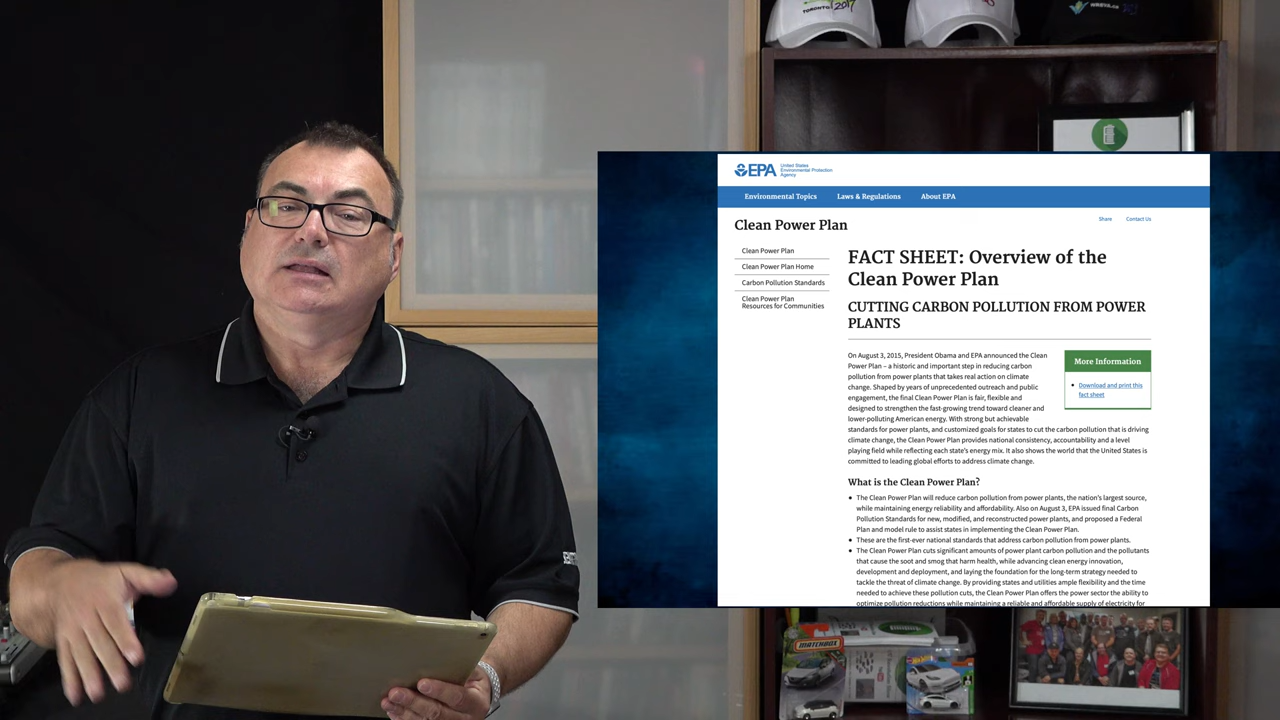 TORONTO 2017
EPA United States
Environmental Protection
Agency
Environmental Topics Laws & Regulations About EPA
Share Contact Us
Clean Power Plan
Clean Power Plan
Clean Power Plan Home
Carbon Pollution Standards
Clean Power Plan
Resources for Communities
FACT SHEET: Overview of the
Clean Power Plan
CUTTING CARBON POLLUTION FROM POWER
PLANTS
On August 3, 2015, President Obama and EPA announced the Clean
Power Plan – a historic and important step in reducing carbon
pollution from power plants that takes real action on climate
change. Shaped by years of unprecedented outreach and public
engagement, the final Clean Power Plan is fair, flexible and
designed to strengthen the fast-growing trend toward cleaner and
lower-polluting American energy. With strong but achievable
standards for power plants, and customized goals for states to cut the carbon pollution that is driving
climate change, the Clean Power Plan provides national consistency, accountability and a level
playing field while reflecting each state's energy mix. It also shows the world that the United States is
committed to leading global efforts to address climate change.
More Information
• Download and print this
fact sheet
What is the Clean Power Plan?
• The Clean Power Plan will reduce carbon pollution from power plants, the nation's largest source,
while maintaining energy reliability and affordability. Also on August 3, EPA issued final Carbon
Pollution Standards for new, modified, and reconstructed power plants, and proposed a Federal
Plan and model rule to assist states in implementing the Clean Power Plan.
• These are the first-ever national standards that address carbon pollution from power plants.
• The Clean Power Plan cuts significant amounts of power plant carbon pollution and the pollutants
that cause the soot and smog that harm health, while advancing clean energy innovation,
development and deployment, and laying the foundation for the long-term strategy needed to
tackle the threat of climate change. By providing states and utilities ample flexibility and the time
needed to achieve these pollution cuts, the Clean Power Plan offers the power sector the ability to
optimize pollution reductions while maintaining a reliable and affordable supply of electricity for
MATCHBOX